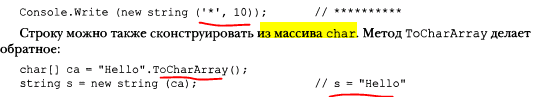 Console.Write (new string ('*', 10)); // **********
Строку можно также сконструировать из массива char. Метод ToCharArray делает
обратное:
char[] ca = "Hello".ToCharArray();
string s = new string (ca); // s = "Hello"